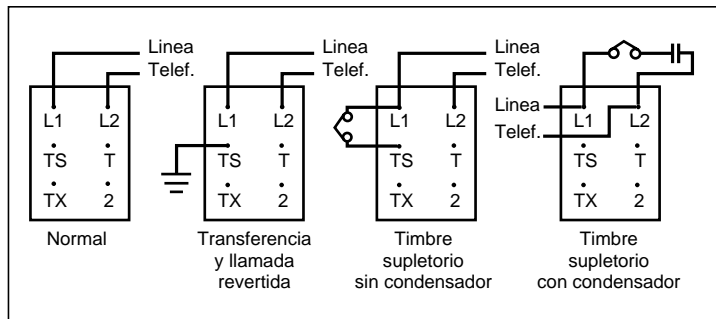 Linea
Telef.
L1 L2
TS T
TX 2
Normal
Linea
Telef.
L1 L2
TS T
TX 2
Transferencia
y llamada
revertida
Linea
Telef.
L1 L2
TS T
TX 2
Timbre
supletorio
sin condensador
Linea
Telef.
L1 L2
TS T
TX 2
Timbre
supletorio
con condensador